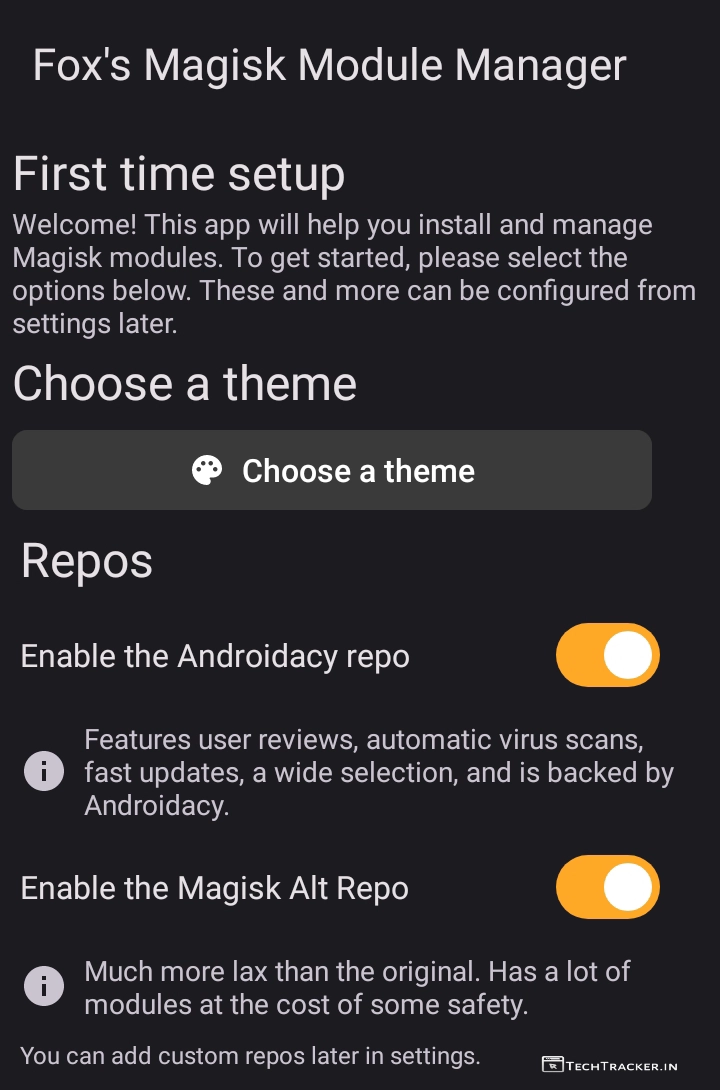 Fox's Magisk Module Manager
First time setup
Welcome! This app will help you install and manage
Magisk modules. To get started, please select the
options below. These and more can be configured from
settings later.
Choose a theme
Choose a theme
Repos
Enable the Androidacy repo
Features user reviews, automatic virus scans,
fast updates, a wide selection, and is backed by
Androidacy.
Enable the Magisk Alt Repo
Much more lax than the original. Has a lot of
modules at the cost of some safety.
You can add custom repos later in settings.
TechTracker.in